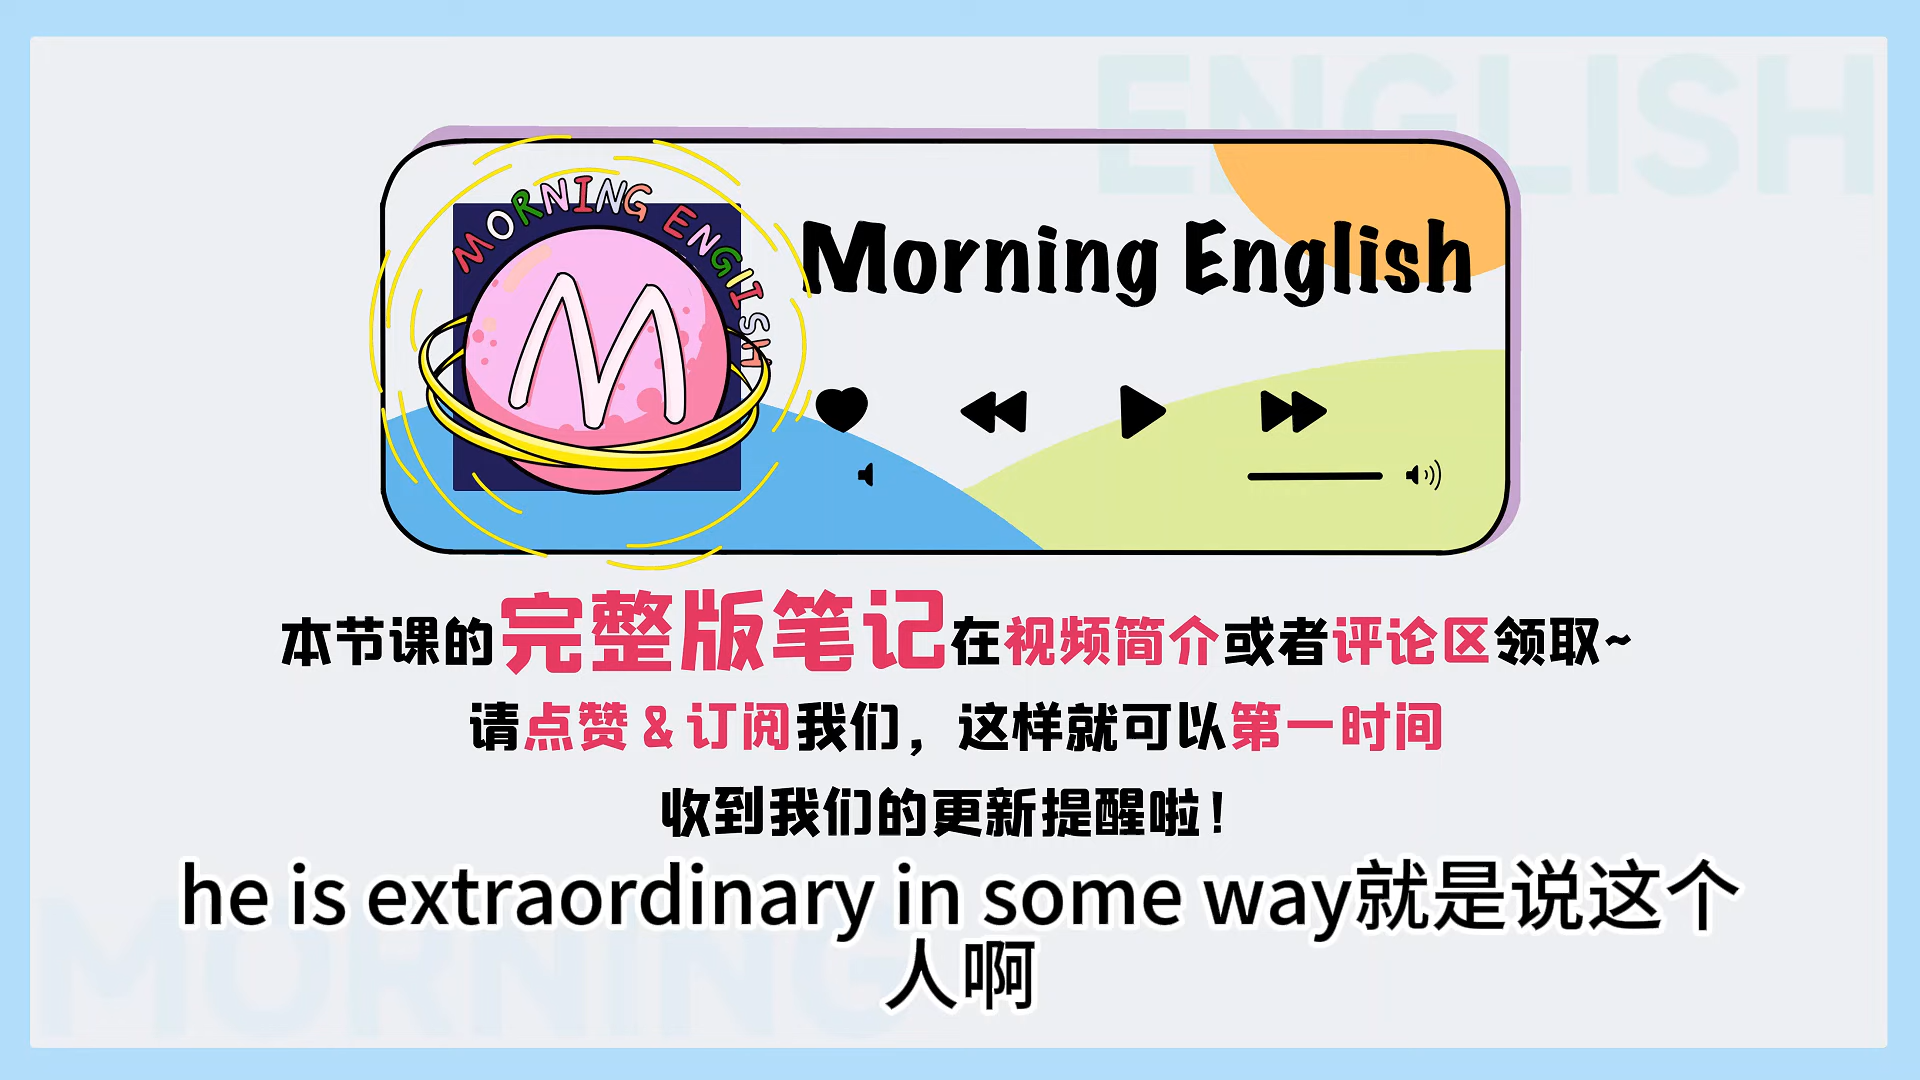 ENGLISH
MORNING ENGLISH
M
Morning English
本节课的完整版笔记在视频简介或者评论区领取~
请点赞&订阅我们，这样就可以第一时间
收到我们的更新提醒啦！
he is extraordinary in some way就是说这个
人啊
MORNING